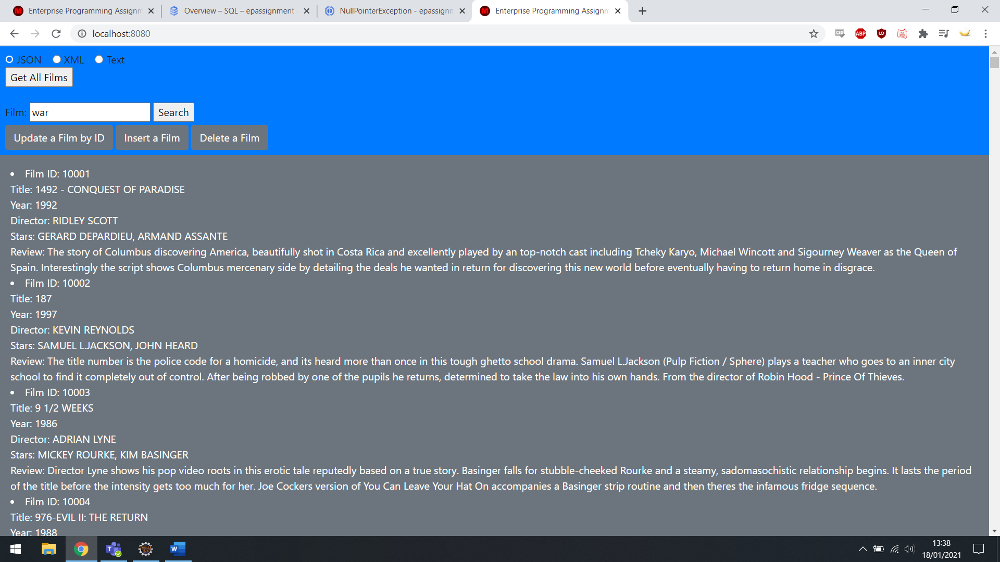 Enterprise Programming Assignm
Overview – SQL – epassignment
NullPointerException - epassignm
Enterprise Programming Assignm
localhost:8080
CSS
ABP
JSON XML Text
Get All Films
Film: war Search
Update a Film by ID Insert a Film Delete a Film
• Film ID: 10001
Title: 1492 - CONQUEST OF PARADISE
Year: 1992
Director: RIDLEY SCOTT
Stars: GERARD DEPARDIEU, ARMAND ASSANTE
Review: The story of Columbus discovering America, beautifully shot in Costa Rica and excellently played by an top-notch cast including Tcheky Karyo, Michael Wincott and Sigourney Weaver as the Queen of
Spain. Interestingly the script shows Columbus mercenary side by detailing the deals he wanted in return for discovering this new world before eventually having to return home in disgrace.
• Film ID: 10002
Title: 187
Year: 1997
Director: KEVIN REYNOLDS
Stars: SAMUEL L.JACKSON, JOHN HEARD
Review: The title number is the police code for a homicide, and its heard more than once in this tough ghetto school drama. Samuel L.Jackson (Pulp Fiction / Sphere) plays a teacher who goes to an inner city
school to find it completely out of control. After being robbed by one of the pupils he returns, determined to take the law into his own hands. From the director of Robin Hood - Prince Of Thieves.
• Film ID: 10003
Title: 9 1/2 WEEKS
Year: 1986
Director: ADRIAN LYNE
Stars: MICKEY ROURKE, KIM BASINGER
Review: Director Lyne shows his pop video roots in this erotic tale reputedly based on a true story. Basinger falls for stubble-cheeked Rourke and a steamy, sadomasochistic relationship begins. It lasts the period
of the title before the intensity gets too much for her. Joe Cockers version of You Can Leave Your Hat On accompanies a Basinger strip routine and then theres the infamous fridge sequence.
• Film ID: 10004
Title: 976-EVIL II: THE RETURN
Year: 1988
13:38
18/01/2021